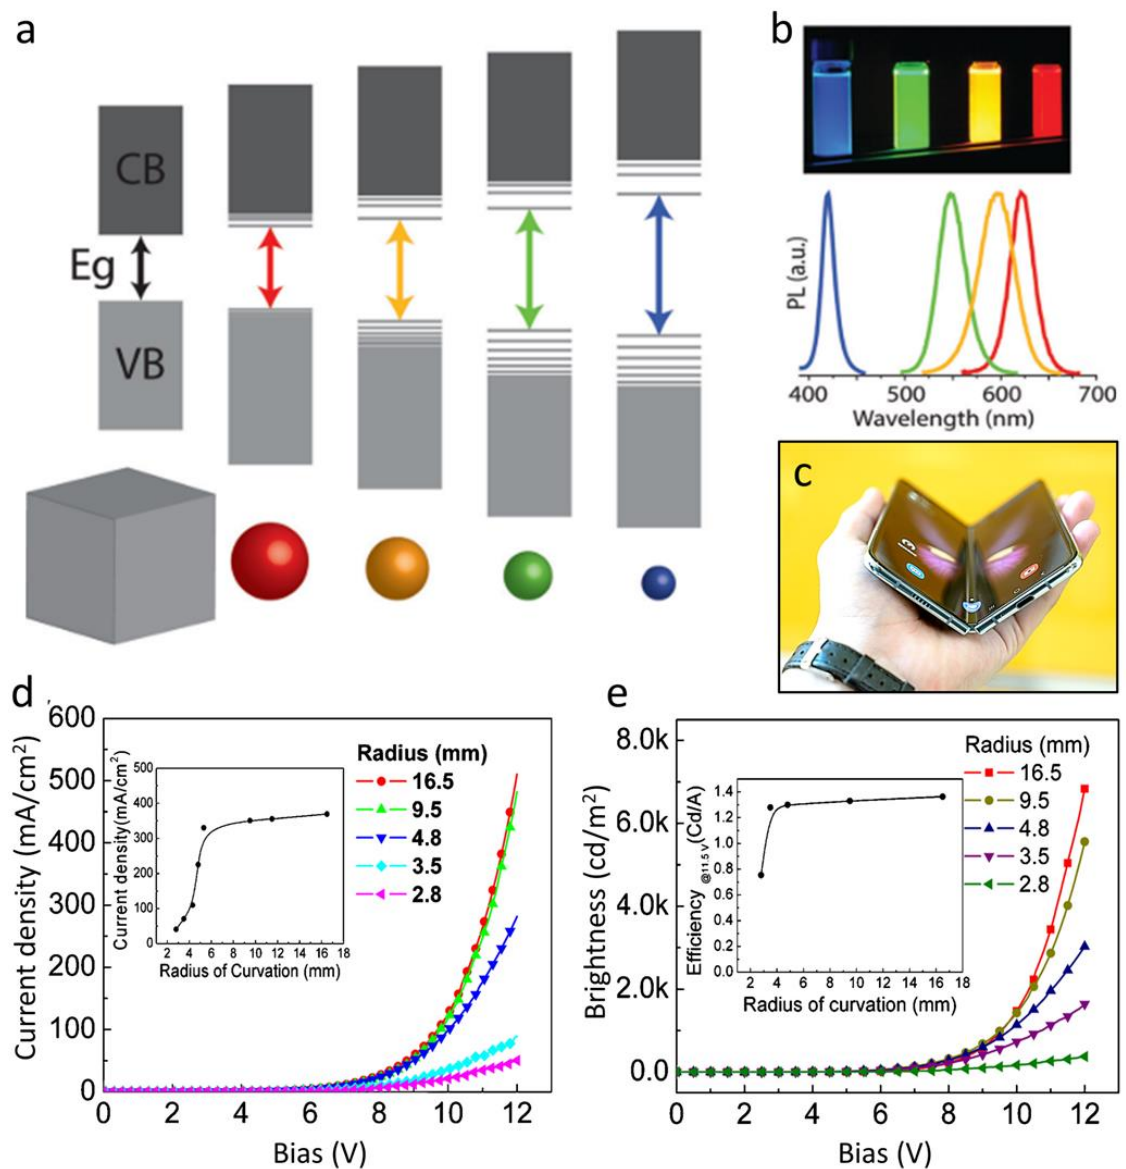 a
CB
Eg
VB
b
PL (a.u.)
400 500 600 700
Wavelength (nm)
c
d
Current density (mA/cm²)
600
500
400
300
200
100
0
0 2 4 6 8 10 12
Bias (V)
Radius (mm)
16.5
9.5
4.8
3.5
2.8
Current density(mA/cm²)
500
400
300
200
100
0
2 4 6 8 10 12 14 16 18
Radius of Curvation (mm)
e
Brightness (cd/m²)
8.0k
6.0k
4.0k
2.0k
0.0
0 2 4 6 8 10 12
Bias (V)
Radius (mm)
16.5
9.5
4.8
3.5
2.8
Efficiency @11.5 V(Cd/A)
1.4
1.2
1.0
0.8
0.6
0.4
0.2
0.0
2 4 6 8 10 12 14 16 18
Radius of curvation (mm)